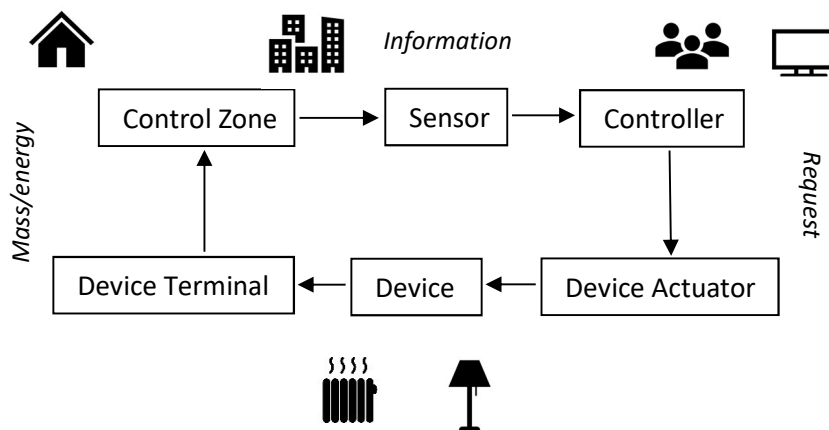 Information
Control Zone
Sensor
Controller
Mass/energy
Request
Device Terminal
Device
Device Actuator